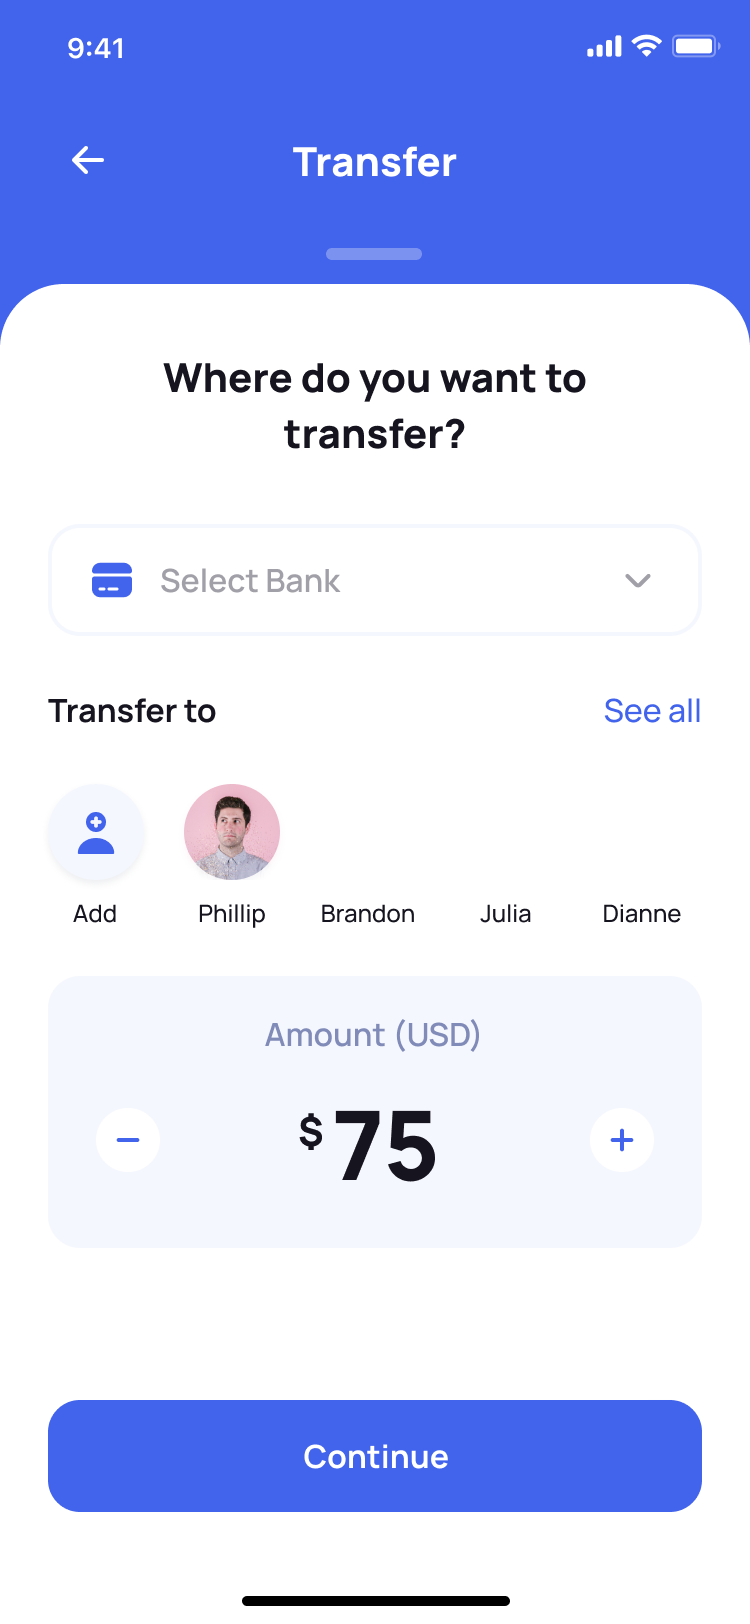 9:41
Transfer
Where do you want to
transfer?
Select Bank
Transfer to
See all
Add
Phillip
Brandon
Julia
Dianne
Amount (USD)
$75
Continue